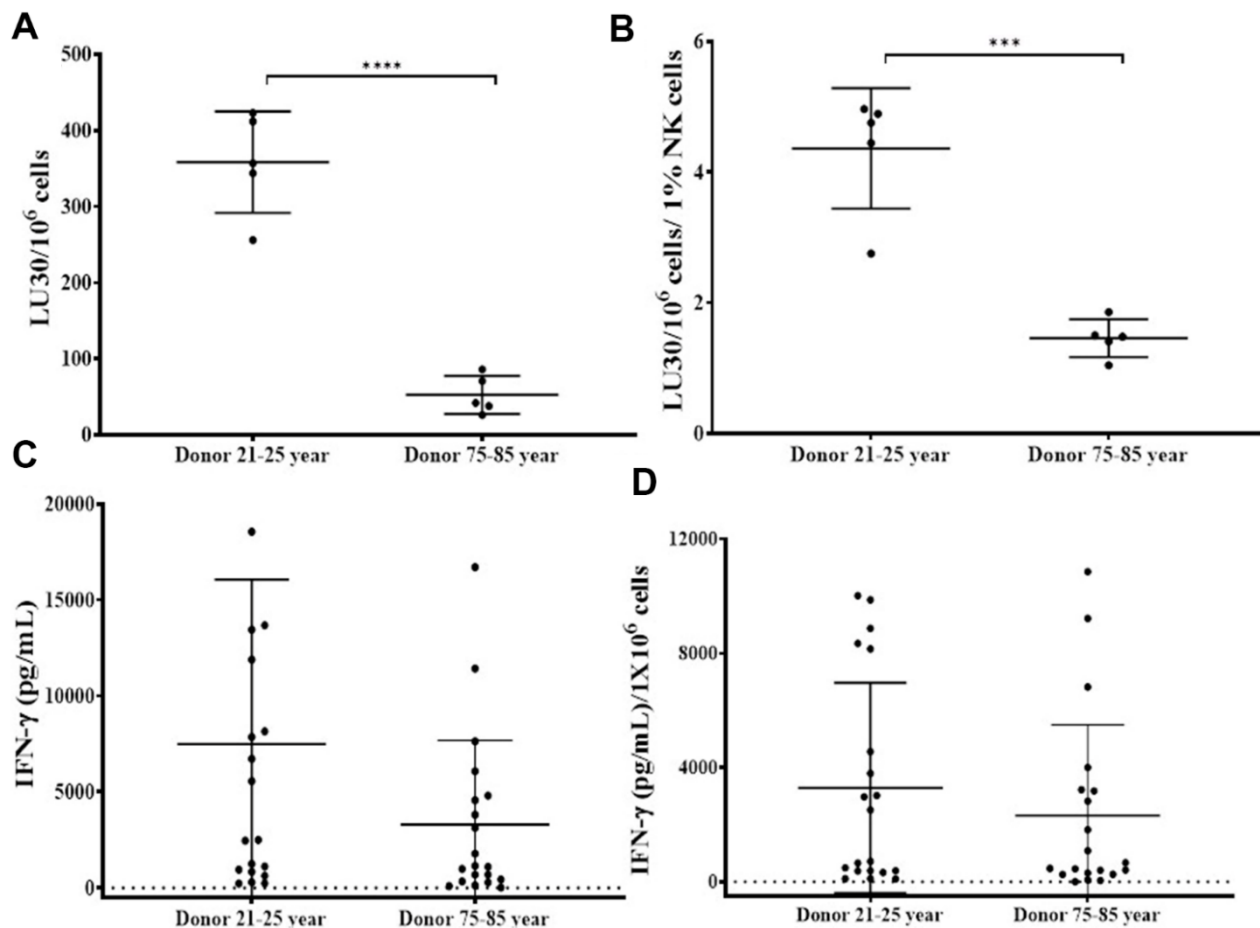 A
LU30/10⁶ cells
500
400
300
200
100
0
****
Donor 21-25 year
Donor 75-85 year
B
LU30/10⁶ cells/ 1% NK cells
6
4
2
0
***
Donor 21-25 year
Donor 75-85 year
C
IFN-γ (pg/mL)
20000
15000
10000
5000
0
Donor 21-25 year
Donor 75-85 year
D
IFN-γ (pg/mL)/1X10⁶ cells
12000
8000
4000
0
Donor 21-25 year
Donor 75-85 year